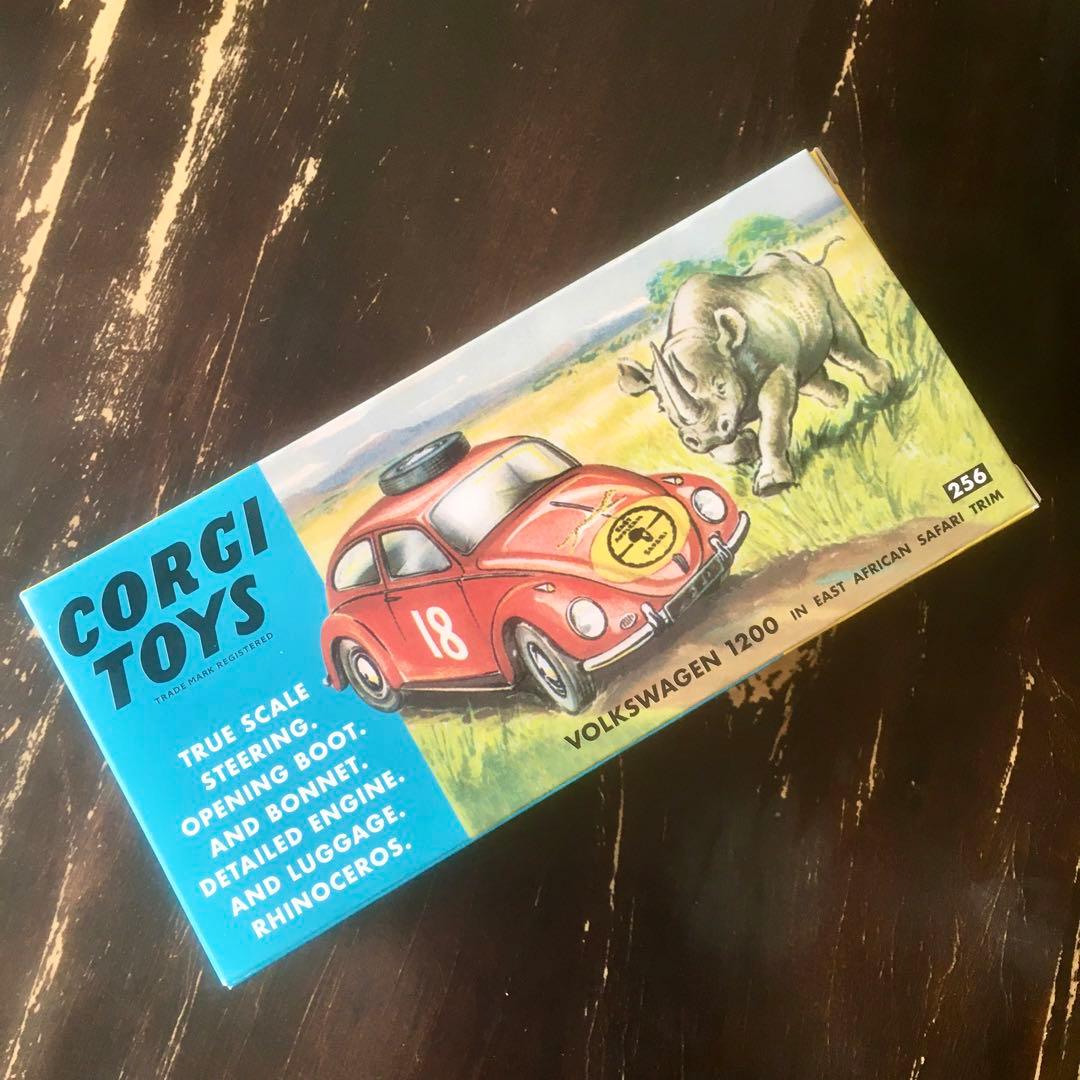 CORGI
TOYS
TRADE MARK REGISTERED
TRUE SCALE
STEERING.
OPENING BOOT.
AND BONNET.
DETAILED ENGINE.
AND LUGGAGE.
RHINOCEROS.
18
SAFARI
256
VOLKSWAGEN 1200 IN EAST AFRICAN SAFARI TRIM